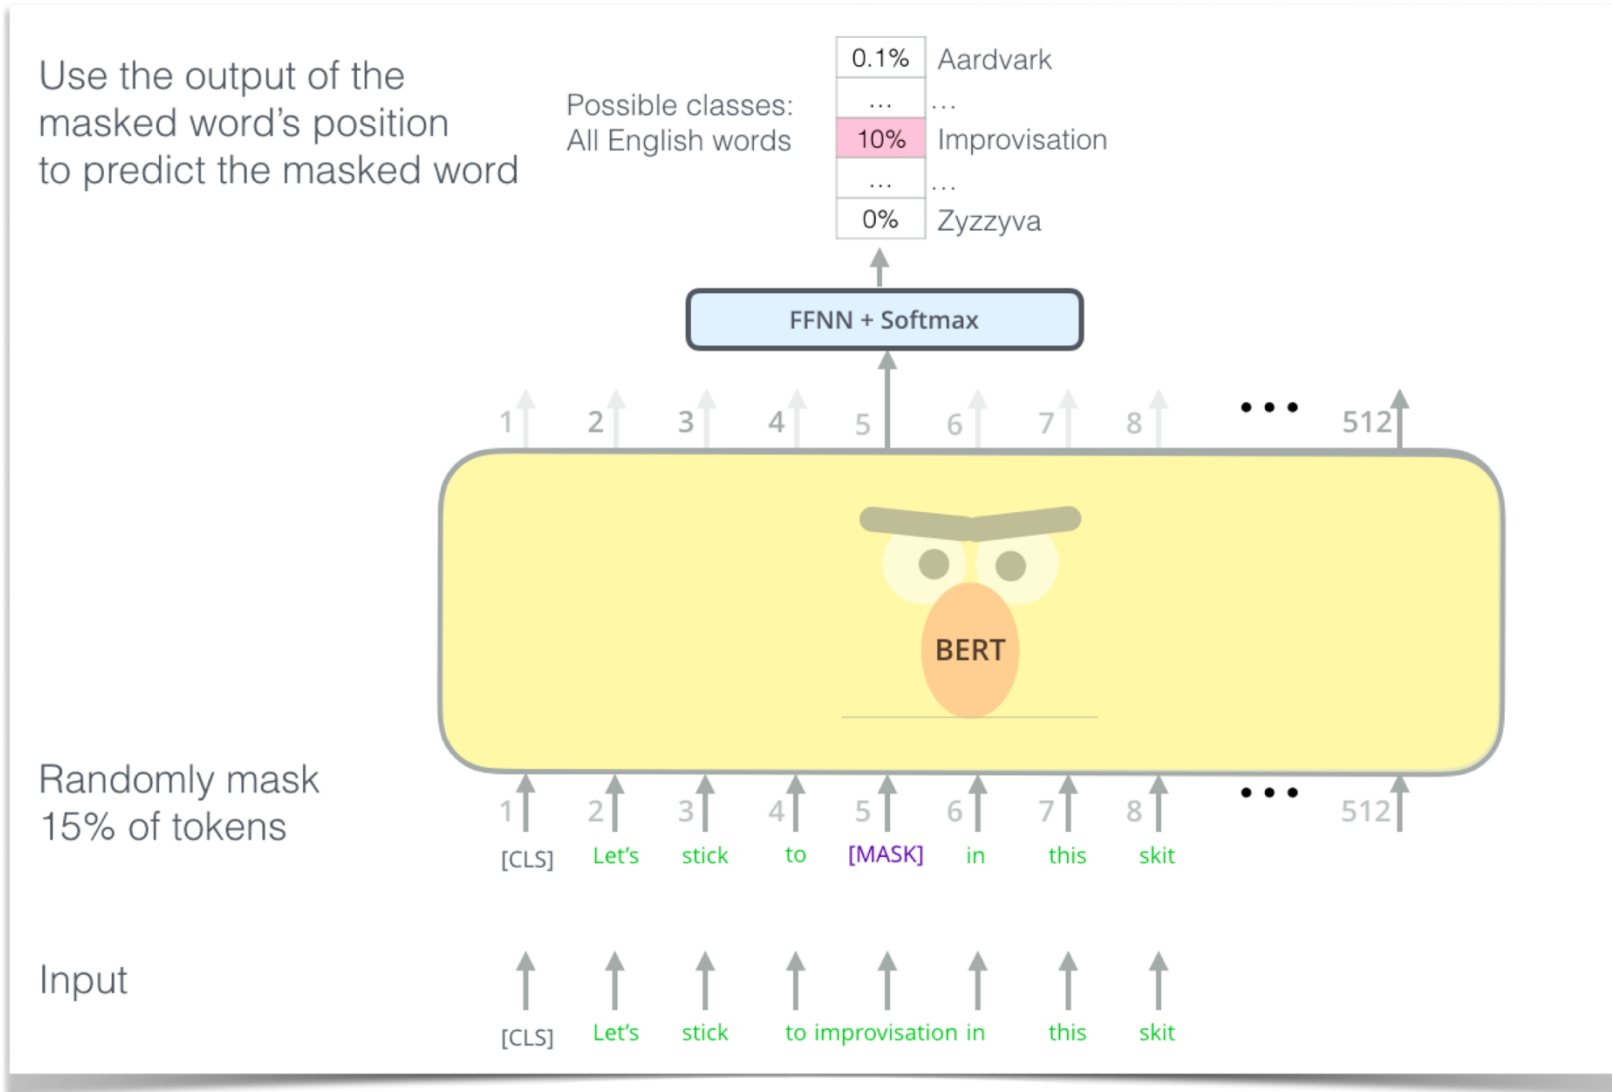 Use the output of the
masked word's position
to predict the masked word
Possible classes:
All English words
0.1% Aardvark
... ...
10% Improvisation
... ...
0% Zyzzyva
FFNN + Softmax
1 2 3 4 5 6 7 8 ... 512
BERT
Randomly mask
15% of tokens
1 2 3 4 5 6 7 8 ... 512
[CLS] Let's stick to [MASK] in this skit
Input
[CLS] Let's stick to improvisation in this skit